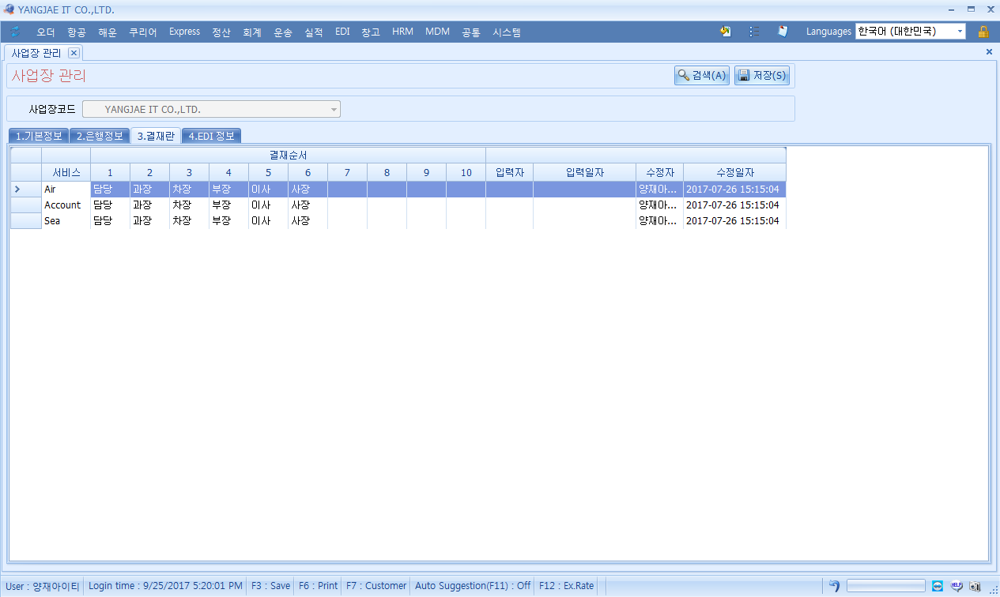 YANGJAE IT CO.,LTD.
오더 항공 해운 쿠리어 Express 정산 회계 운송 실적 EDI 창고 HRM MDM 공통 시스템 Languages 한국어 (대한민국)
사업장 관리
사업장 관리 검색(A) 저장(S)
사업장코드 YANGJAE IT CO.,LTD.
1.기본정보 2.은행정보 3.결재란 4.EDI 정보
결재순서
서비스 1 2 3 4 5 6 7 8 9 10 입력자 입력일자 수정자 수정일자
Air 담당 과장 차장 부장 이사 사장 양재아... 2017-07-26 15:15:04
Account 담당 과장 차장 부장 이사 사장 양재아... 2017-07-26 15:15:04
Sea 담당 과장 차장 부장 이사 사장 양재아... 2017-07-26 15:15:04
User : 양재아이티 Login time : 9/25/2017 5:20:01 PM F3 : Save F6 : Print F7 : Customer Auto Suggestion(F11) : Off F12 : Ex.Rate HELP